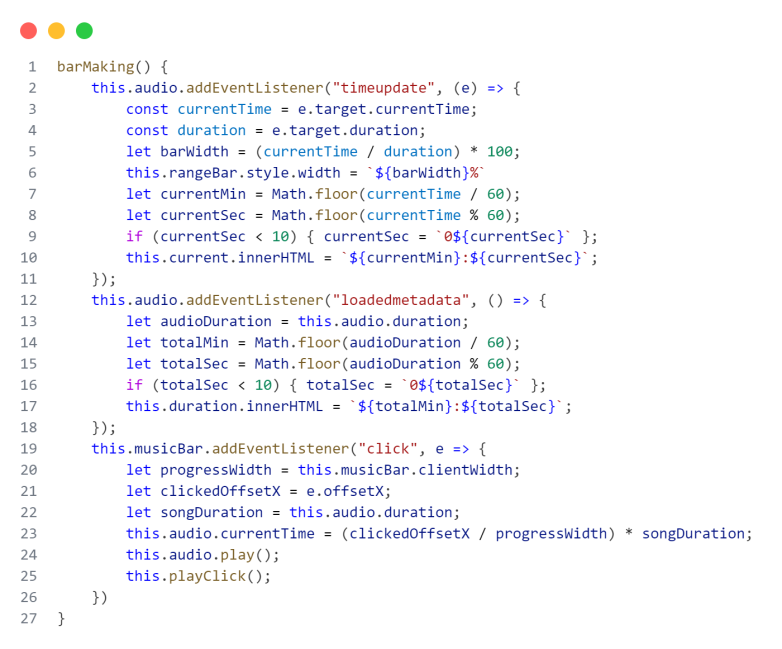 1 barMaking() {
2 this.audio.addEventListener("timeupdate", (e) => {
3 const currentTime = e.target.currentTime;
4 const duration = e.target.duration;
5 let barWidth = (currentTime / duration) * 100;
6 this.rangeBar.style.width = `${barWidth}%`
7 let currentMin = Math.floor(currentTime / 60);
8 let currentSec = Math.floor(currentTime % 60);
9 if (currentSec < 10) { currentSec = `0${currentSec}` };
10 this.current.innerHTML = `${currentMin}:${currentSec}`;
11 });
12 this.audio.addEventListener("loadedmetadata", () => {
13 let audioDuration = this.audio.duration;
14 let totalMin = Math.floor(audioDuration / 60);
15 let totalSec = Math.floor(audioDuration % 60);
16 if (totalSec < 10) { totalSec = `0${totalSec}` };
17 this.duration.innerHTML = `${totalMin}:${totalSec}`;
18 });
19 this.musicBar.addEventListener("click", e => {
20 let progressWidth = this.musicBar.clientWidth;
21 let clickedOffsetX = e.offsetX;
22 let songDuration = this.audio.duration;
23 this.audio.currentTime = (clickedOffsetX / progressWidth) * songDuration;
24 this.audio.play();
25 this.playClick();
26 })
27 }